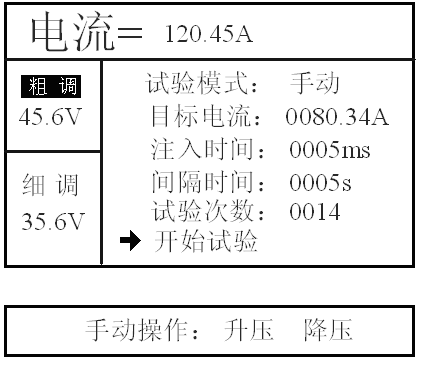 电流= 120.45A
粗 调
45.6V
细 调
35.6V
试验模式： 手动
目标电流： 0080.34A
注入时间： 0005ms
间隔时间： 0005s
试验次数： 0014
➔ 开始试验
手动操作： 升压 降压